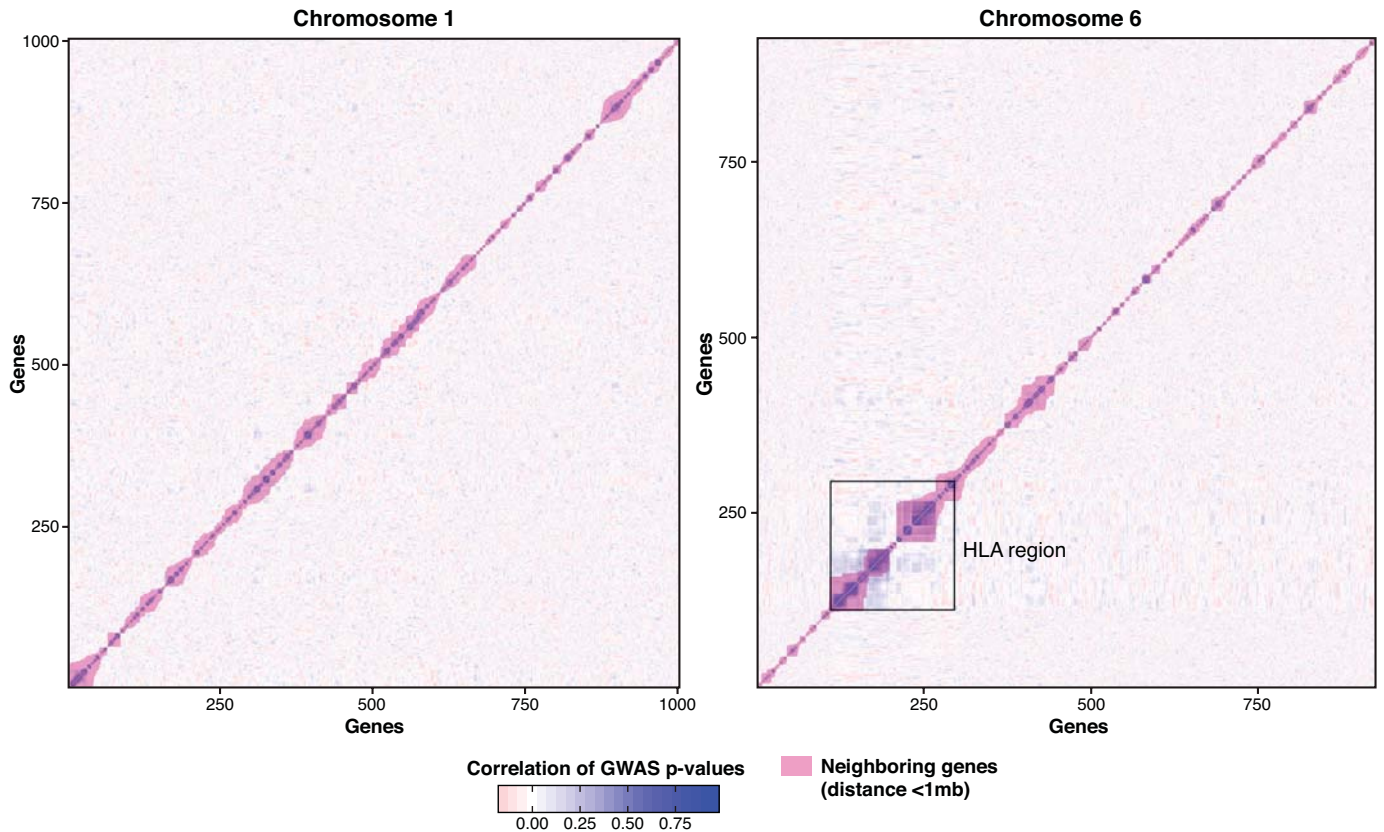 Chromosome 1
Chromosome 6
1000
750
500
250
Genes
250
500
750
1000
Genes
750
500
250
Genes
HLA region
250
500
750
Genes
Correlation of GWAS p-values
0.00
0.25
0.50
0.75
Neighboring genes
(distance <1mb)